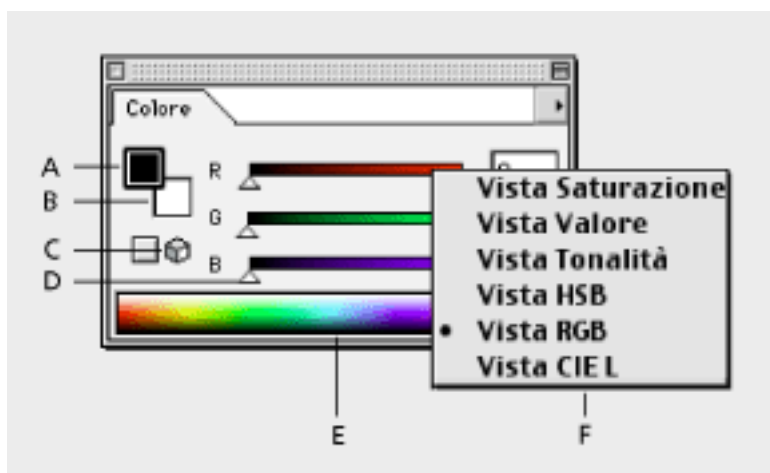 Colore
A
R
B
G
C
B
D
Vista Saturazione
Vista Valore
Vista Tonalità
Vista HSB
Vista RGB
Vista CIE L
E
F